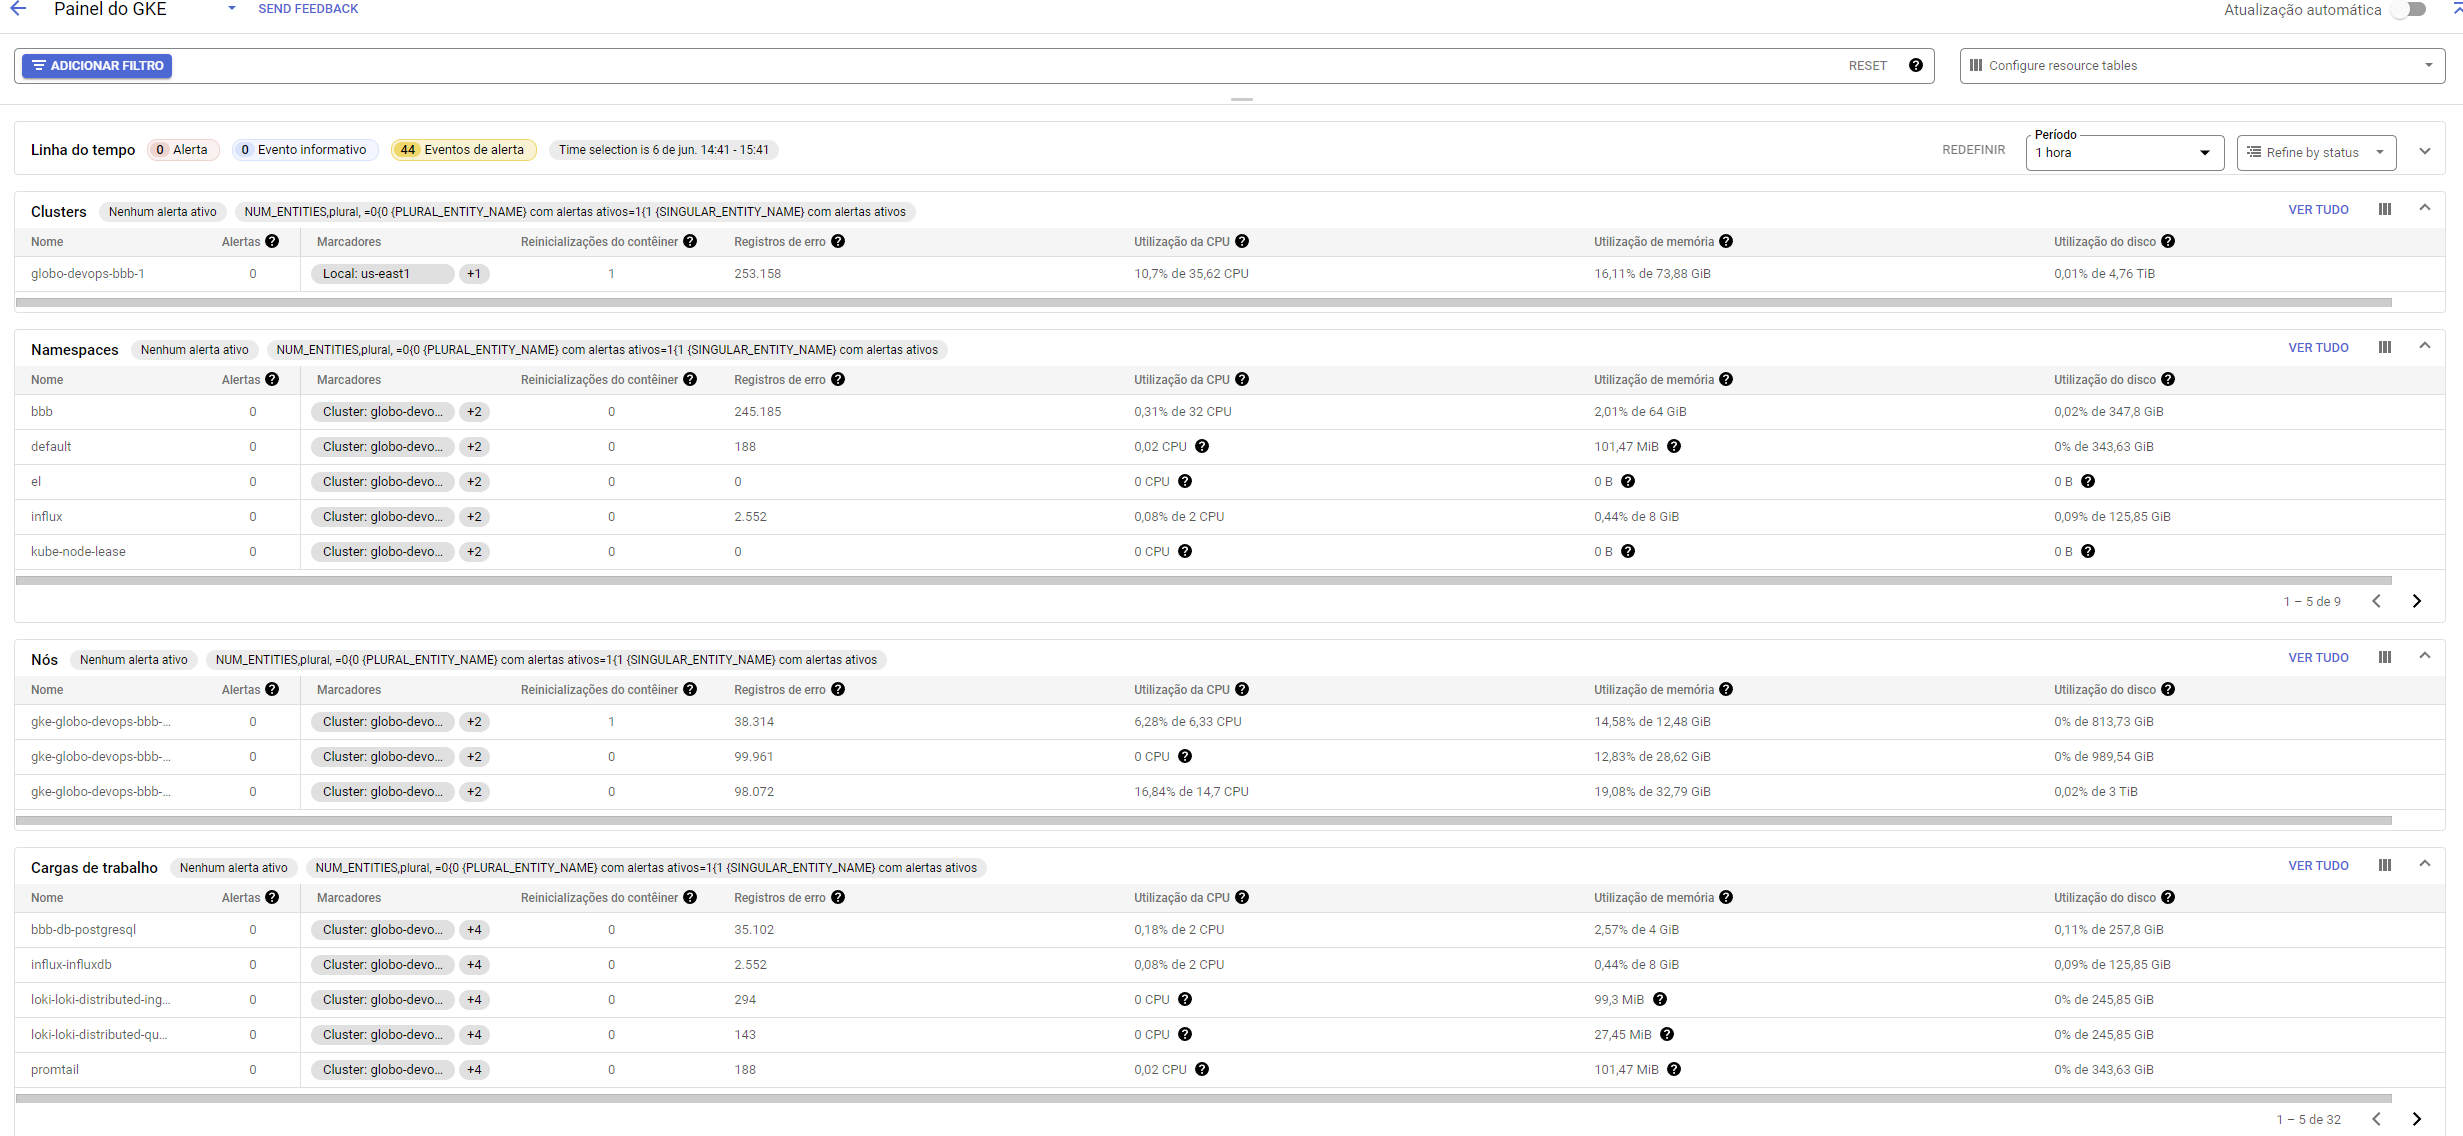 Painel do GKE SEND FEEDBACK Atualização automática
ADICIONAR FILTRO RESET Configure resource tables
Linha do tempo 0 Alerta 0 Evento informativo 44 Eventos de alerta Time selection is 6 de jun. 14:41 - 15:41 REDEFINIR Período 1 hora Refine by status
Clusters Nenhum alerta ativo NUM_ENTITIES,plural, =0{0 {PLURAL_ENTITY_NAME} com alertas ativos=1{1 {SINGULAR_ENTITY_NAME} com alertas ativos VER TUDO
Nome Alertas Marcadores Reinicializações do contêiner Registros de erro Utilização da CPU Utilização de memória Utilização do disco
globo-devops-bbb-1 0 Local: us-east1 +1 1 253.158 10,7% de 35,62 CPU 16,11% de 73,88 GiB 0,01% de 4,76 TiB
Namespaces Nenhum alerta ativo NUM_ENTITIES,plural, =0{0 {PLURAL_ENTITY_NAME} com alertas ativos=1{1 {SINGULAR_ENTITY_NAME} com alertas ativos VER TUDO
Nome Alertas Marcadores Reinicializações do contêiner Registros de erro Utilização da CPU Utilização de memória Utilização do disco
bbb 0 Cluster: globo-devo... +2 0 245.185 0,31% de 32 CPU 2,01% de 64 GiB 0,02% de 347,8 GiB
default 0 Cluster: globo-devo... +2 0 188 0,02 CPU 101,47 MiB 0% de 343,63 GiB
el 0 Cluster: globo-devo... +2 0 0 0 CPU 0 B 0 B
influx 0 Cluster: globo-devo... +2 0 2.552 0,08% de 2 CPU 0,44% de 8 GiB 0,09% de 125,85 GiB
kube-node-lease 0 Cluster: globo-devo... +2 0 0 0 CPU 0 B 0 B
1 – 5 de 9
Nós Nenhum alerta ativo NUM_ENTITIES,plural, =0{0 {PLURAL_ENTITY_NAME} com alertas ativos=1{1 {SINGULAR_ENTITY_NAME} com alertas ativos VER TUDO
Nome Alertas Marcadores Reinicializações do contêiner Registros de erro Utilização da CPU Utilização de memória Utilização do disco
gke-globo-devops-bbb-... 0 Cluster: globo-devo... +2 1 38.314 6,28% de 6,33 CPU 14,58% de 12,48 GiB 0% de 813,73 GiB
gke-globo-devops-bbb-... 0 Cluster: globo-devo... +2 0 99.961 0 CPU 12,83% de 28,62 GiB 0% de 989,54 GiB
gke-globo-devops-bbb-... 0 Cluster: globo-devo... +2 0 98.072 16,84% de 14,7 CPU 19,08% de 32,79 GiB 0,02% de 3 TiB
Cargas de trabalho Nenhum alerta ativo NUM_ENTITIES,plural, =0{0 {PLURAL_ENTITY_NAME} com alertas ativos=1{1 {SINGULAR_ENTITY_NAME} com alertas ativos VER TUDO
Nome Alertas Marcadores Reinicializações do contêiner Registros de erro Utilização da CPU Utilização de memória Utilização do disco
bbb-db-postgresql 0 Cluster: globo-devo... +4 0 35.102 0,18% de 2 CPU 2,57% de 4 GiB 0,11% de 257,8 GiB
influx-influxdb 0 Cluster: globo-devo... +4 0 2.552 0,08% de 2 CPU 0,44% de 8 GiB 0,09% de 125,85 GiB
loki-loki-distributed-ing... 0 Cluster: globo-devo... +4 0 294 0 CPU 99,3 MiB 0% de 245,85 GiB
loki-loki-distributed-qu... 0 Cluster: globo-devo... +4 0 143 0 CPU 27,45 MiB 0% de 245,85 GiB
promtail 0 Cluster: globo-devo... +4 0 188 0,02 CPU 101,47 MiB 0% de 343,63 GiB
1 – 5 de 32